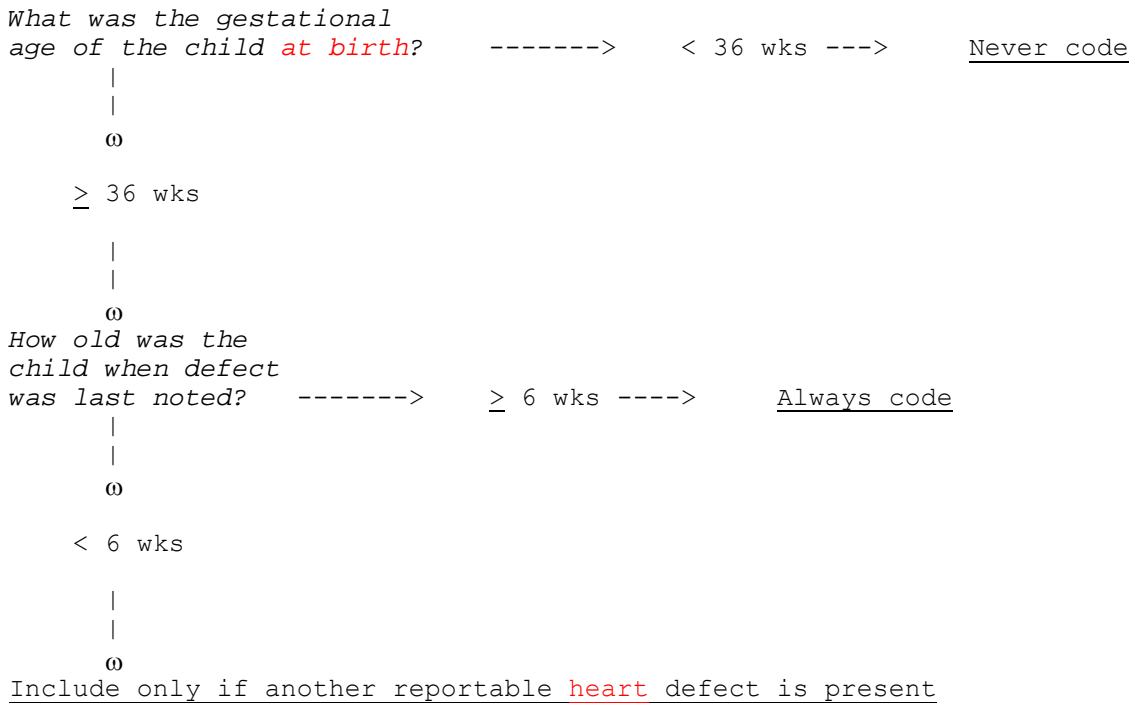 What was the gestational
age of the child at birth? -------> < 36 wks ---> Never code
|
|
ω
≥ 36 wks
|
|
ω
How old was the
child when defect
was last noted? -------> ≥ 6 wks ----> Always code
|
|
ω
< 6 wks
|
|
ω
Include only if another reportable heart defect is present